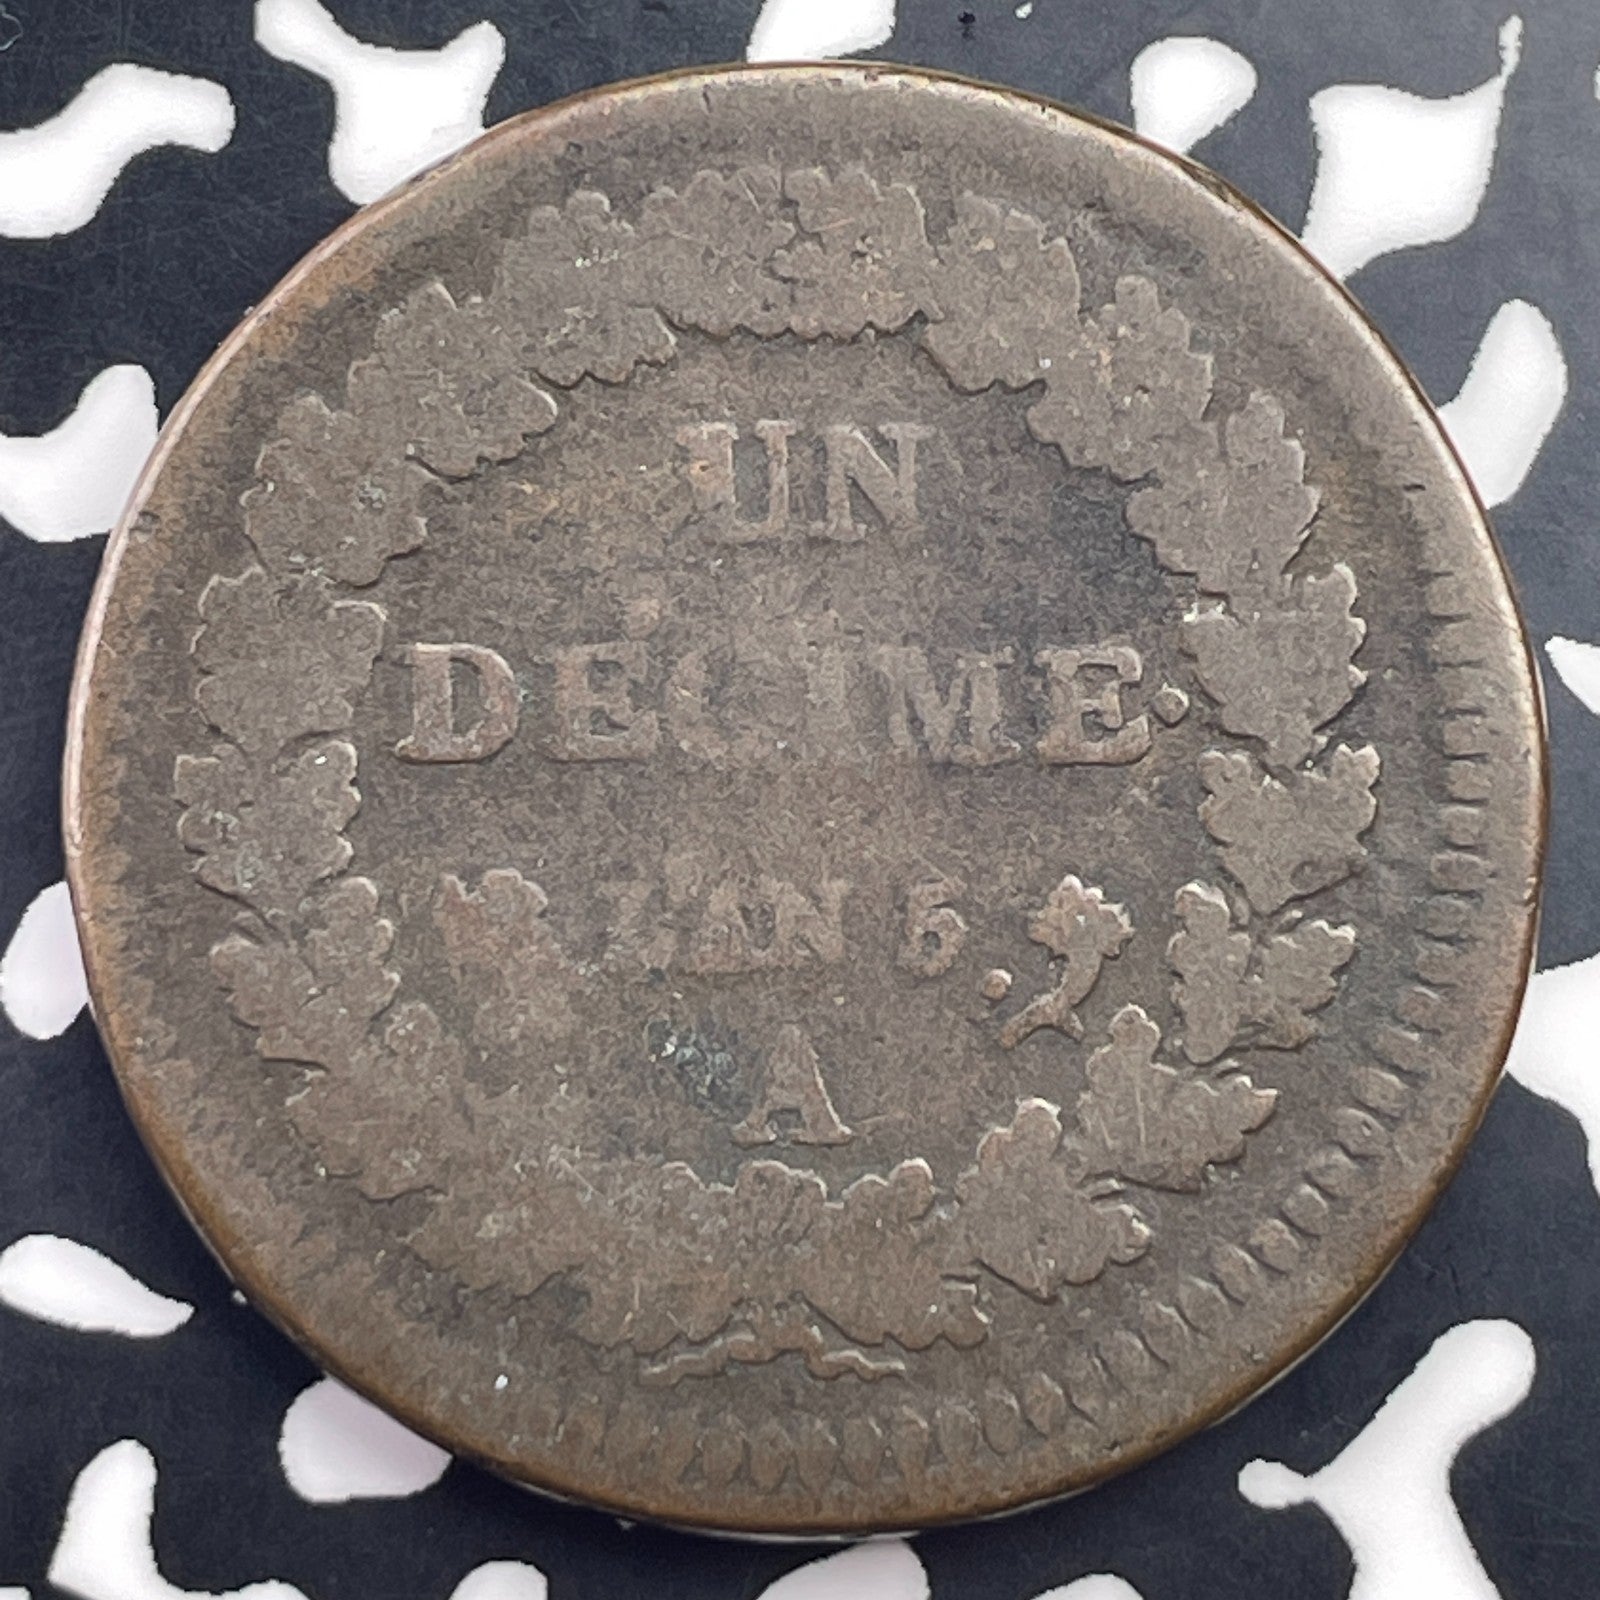 UN
DECIME.
L'AN 5.
A